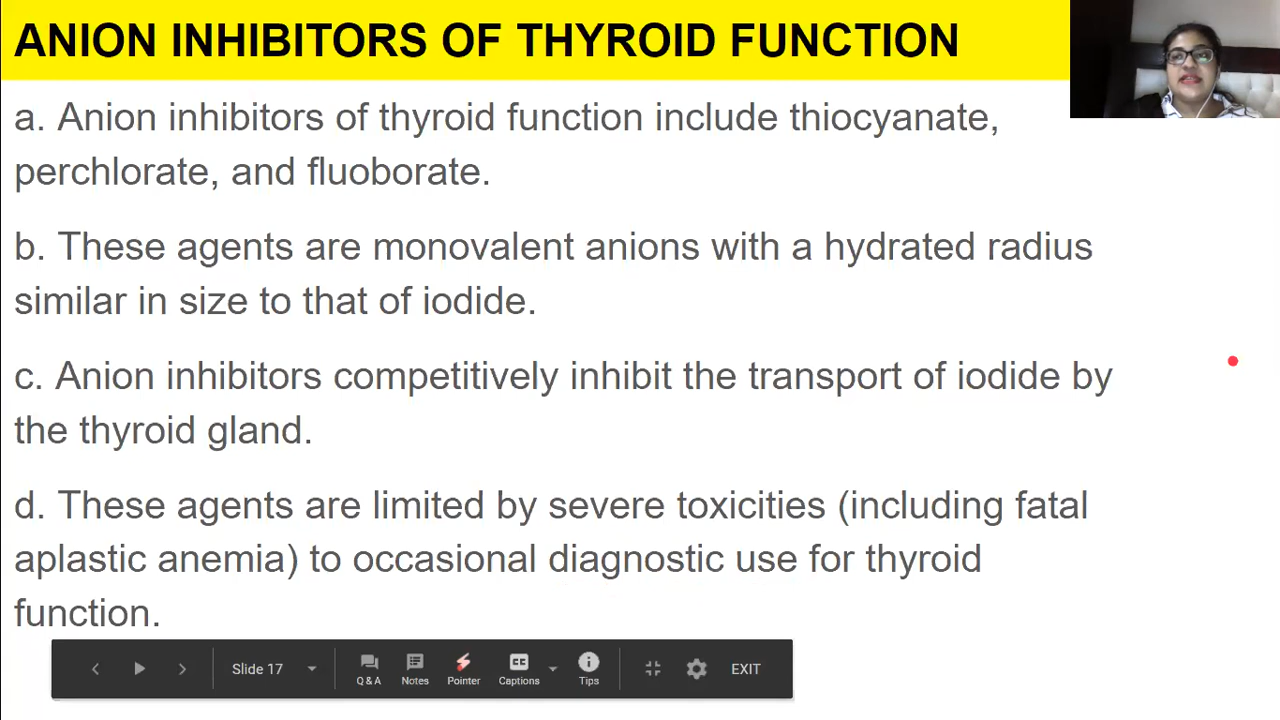 ANION INHIBITORS OF THYROID FUNCTION
a. Anion inhibitors of thyroid function include thiocyanate,
perchlorate, and fluoborate.
b. These agents are monovalent anions with a hydrated radius
similar in size to that of iodide.
c. Anion inhibitors competitively inhibit the transport of iodide by
the thyroid gland.
d. These agents are limited by severe toxicities (including fatal
aplastic anemia) to occasional diagnostic use for thyroid
function.
Slide 17
Q & A
Notes
Pointer
CC
Captions
Tips
EXIT